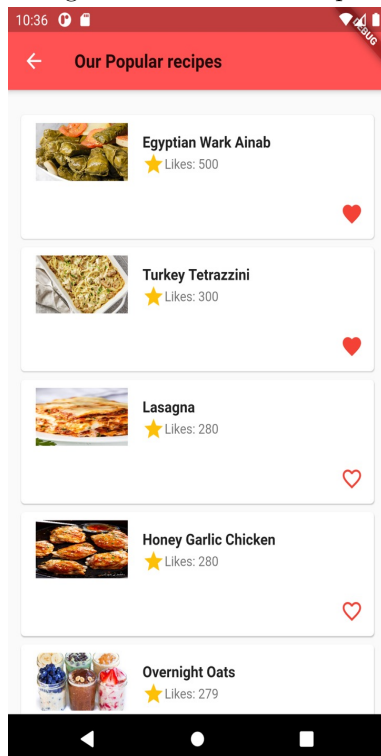 10:36
DEBUG
Our Popular recipes
Egyptian Wark Ainab
Likes: 500
Turkey Tetrazzini
Likes: 300
Lasagna
Likes: 280
Honey Garlic Chicken
Likes: 280
Overnight Oats
Likes: 279